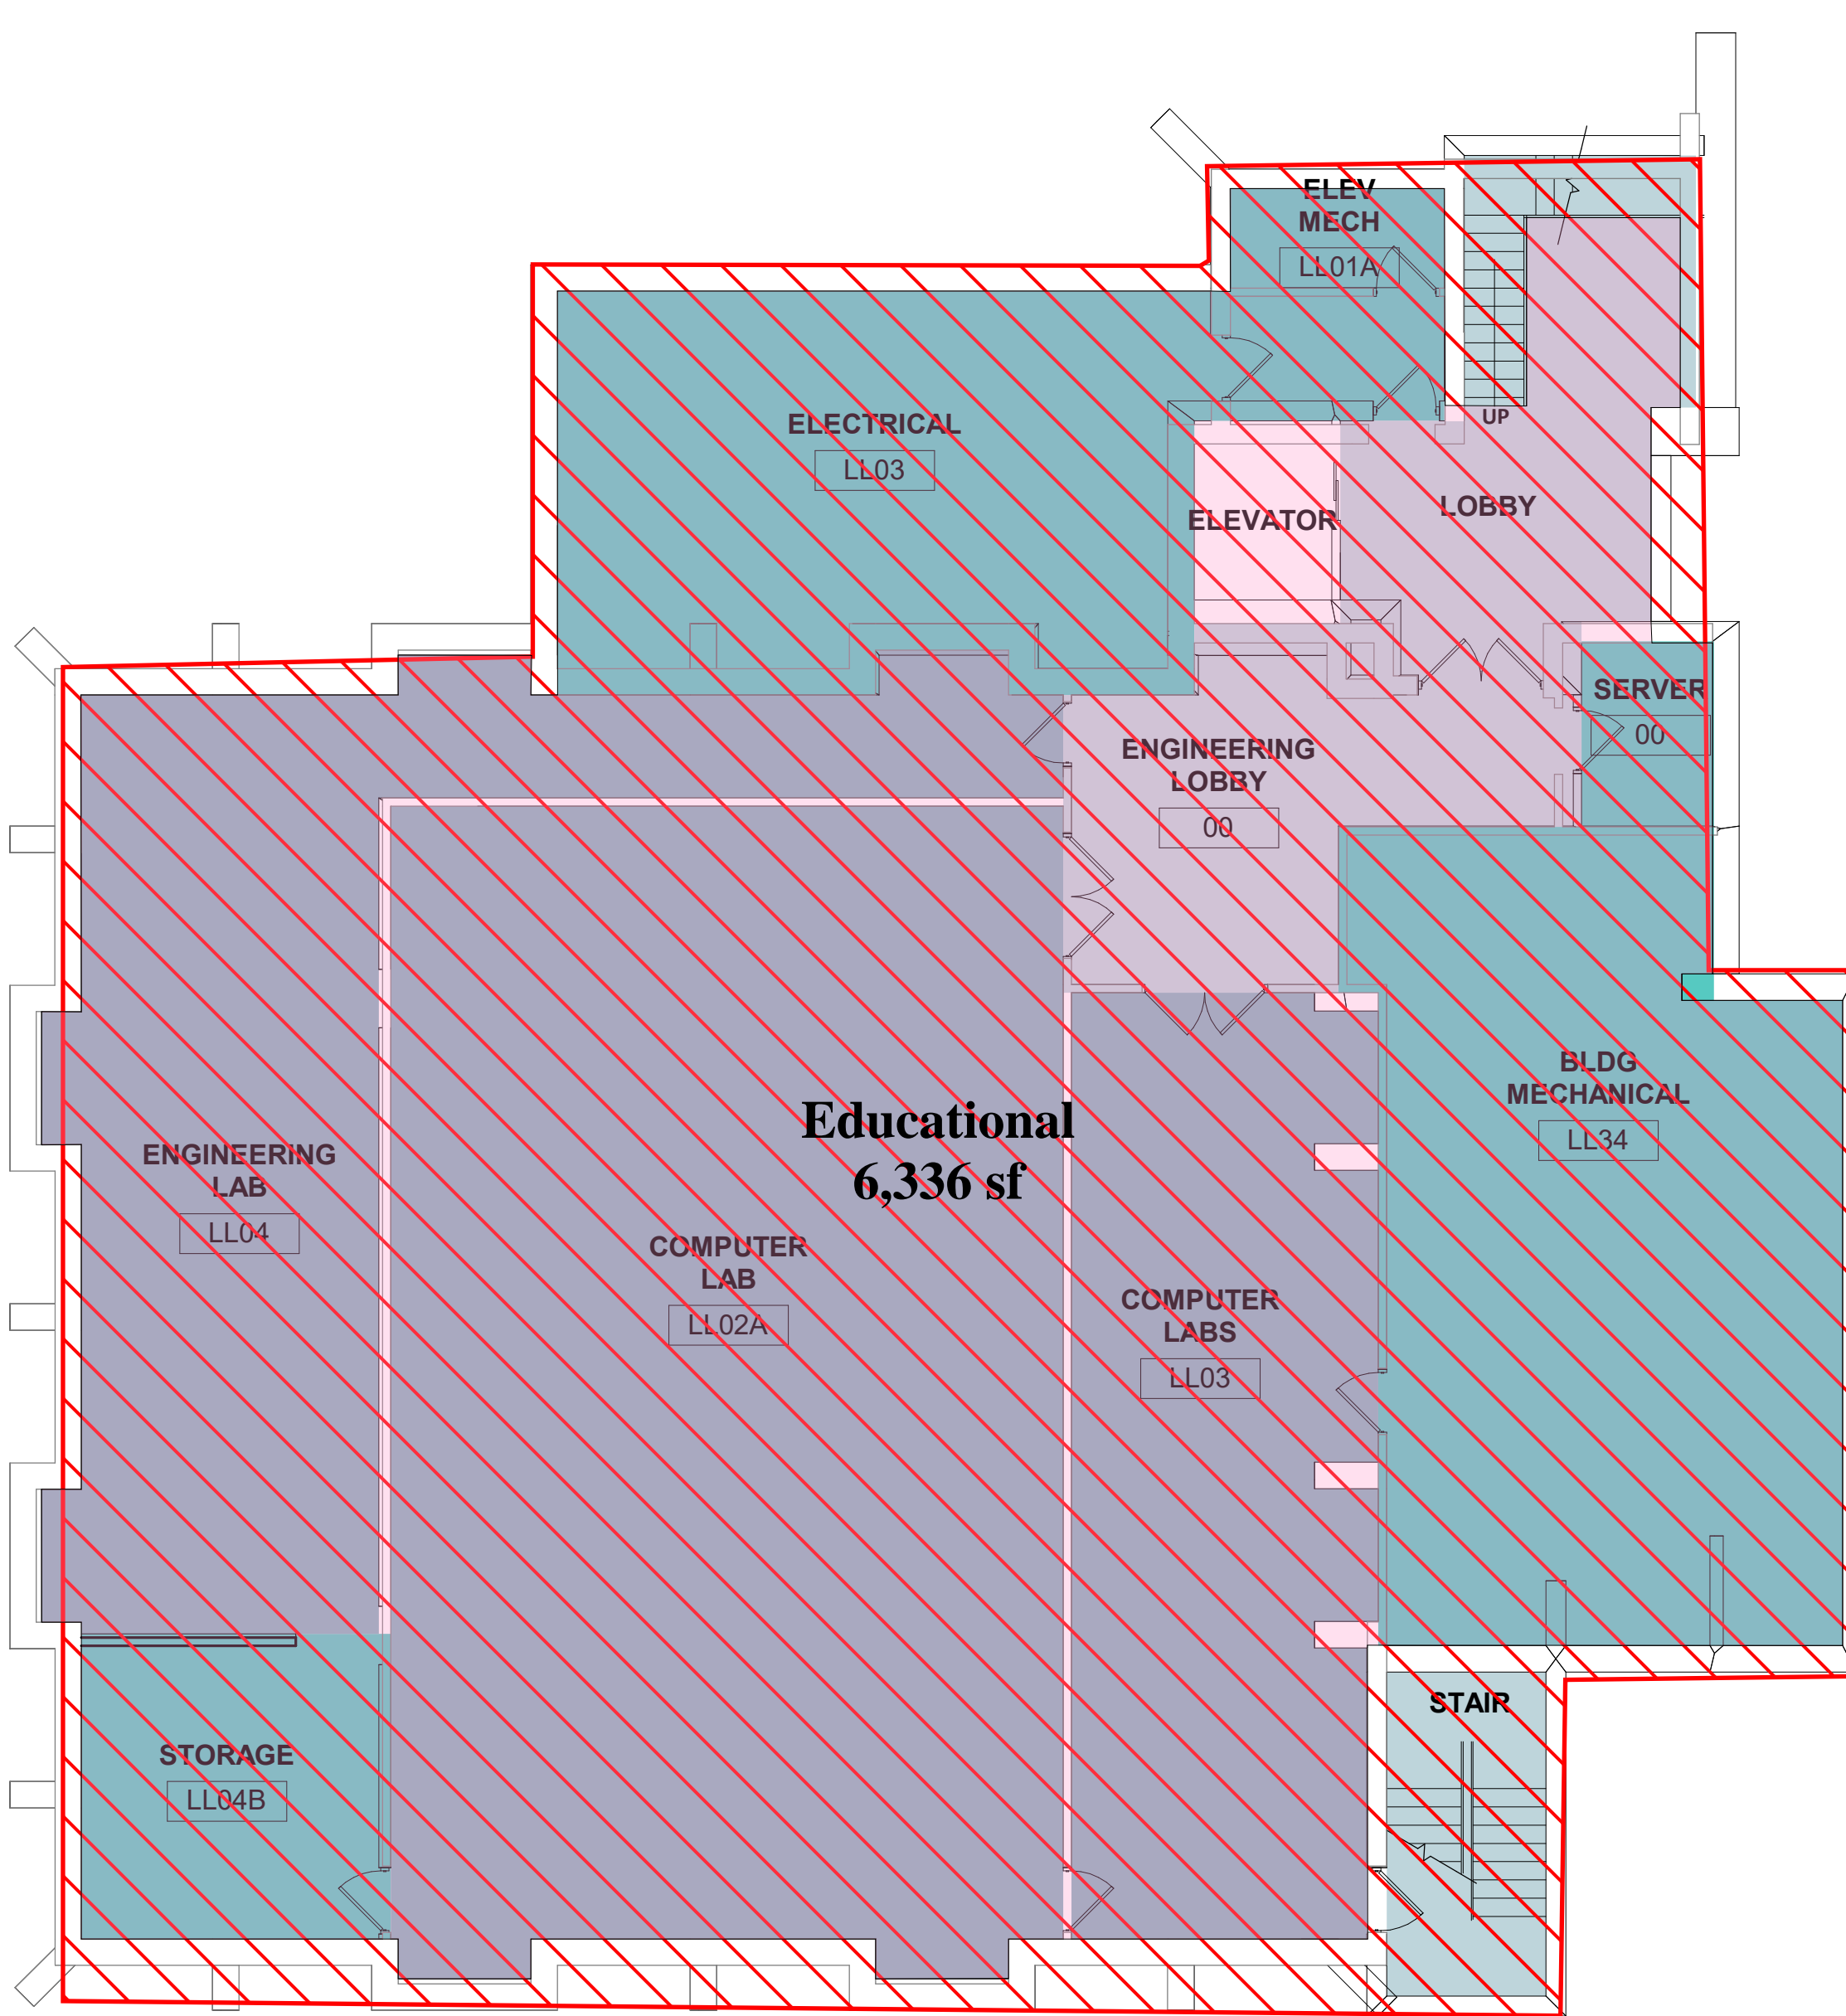 ELEV
MECH
LL01A
UP
ELECTRICAL
LL03
ELEVATOR
LOBBY
SERVER
00
ENGINEERING
LOBBY
00
BLDG
MECHANICAL
LL34
Educational
6,336 sf
ENGINEERING
LAB
LL04
COMPUTER
LAB
LL02A
COMPUTER
LABS
LL03
STAIR
STORAGE
LL04B